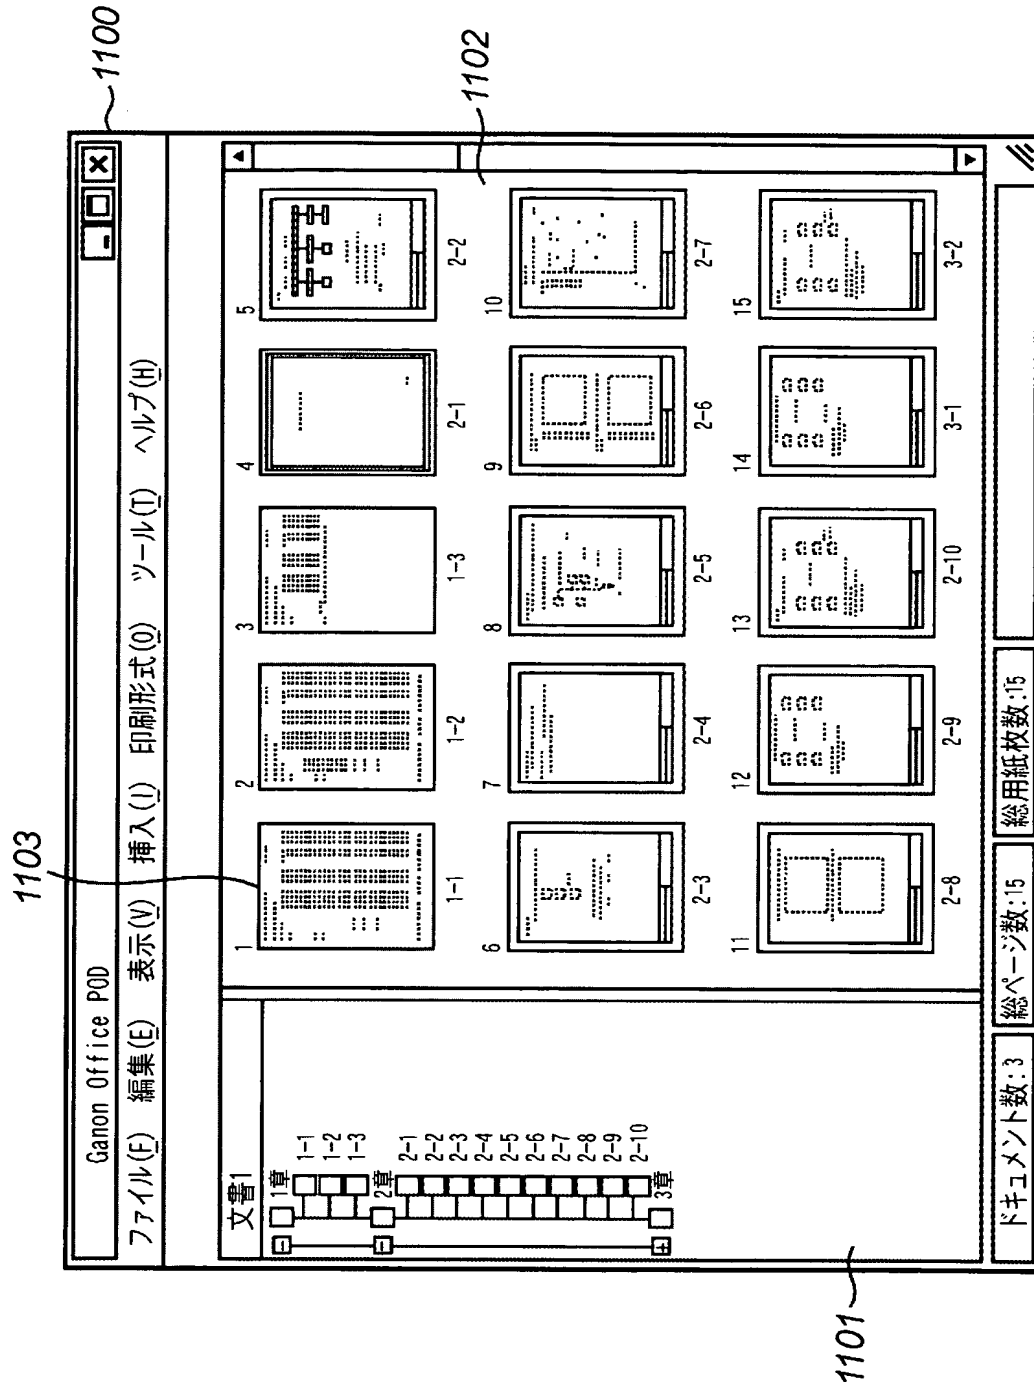 1100
Ganon Office POD
ファイル(F) 編集(E) 表示(V) 挿入(I) 印刷形式(O) ツール(T) ヘルプ(H)
1103
1102
文書1
1章
1-1
1-2
1-3
2章
2-1
2-2
2-3
2-4
2-5
2-6
2-7
2-8
2-9
2-10
3章
1 2 3 4 5
1-1 1-2 1-3 2-1 2-2
6 7 8 9 10
2-3 2-4 2-5 2-6 2-7
11 12 13 14 15
2-8 2-9 2-10 3-1 3-2
1101
ドキュメント数:3 総ページ数:15 総用紙枚数:15